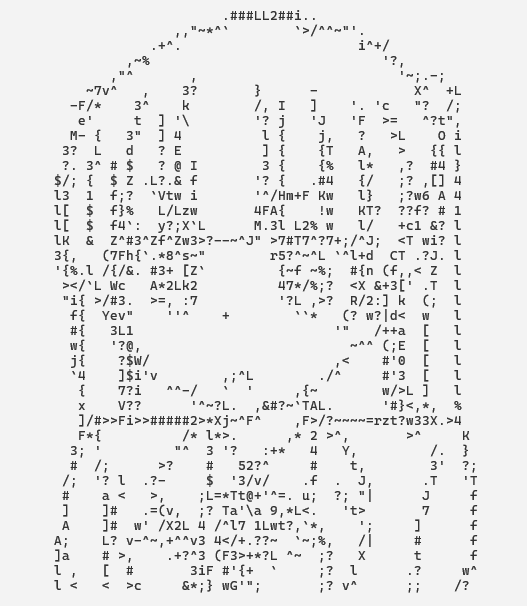 .###LL2##i..
,,"~*^` `>/^^~"'.
.+^. i^+/
,~% '?,
,"^ , '~;.-;
~7v^ , 3? } - X^ +L
-F/* 3^ k /, I ] '. 'c "? /;
e' t ] '\ '? j 'J 'F >= ^?t",
M- { 3" ] 4 l { j, ? >L O i
3? L d ? E ] { {T A, > {{ l
?. 3^ # $ ? @ I 3 { {% l* ,? #4 }
$/; { $ Z .L?.& f '? { .#4 {/ ;? ,[] 4
l3 1 f;? `Vtw i '^/Hm+F Kw l} ;?w6 A 4
l[ $ f}% L/Lzw 4FA{ !w KT? ??f? # 1
l[ $ f4`: y?;X`L M.3l L2% w l/ +c1 &? l
lK & Z^#3^Zf^Zw3>?--~^J" >7#T7^?7+;/^J; <T wi? l
3{, (7Fh{`.*8^s~" r5?^~^L `^l+d CT .?J. l
'{%.l /{/&. #3+ [Z` {~f ~%; #{n (f,,< Z l
></`L Wc A*2Lk2 47*/%;? <X &+3[' .T l
"i{ >/#3. >=, :7 '?L ,>? R/2:] k (; l
f{ Yev" ''^ + ``* (? w?|d< w l
#{ 3L1 '" /++a [ l
w{ '?@, ~^^ (;E [ l
j{ ?$W/ ,< #'0 [ l
`4 ]$i'v ,;^L ./^ #'3 [ l
{ 7?i ^^-/ ` ' ,{~ w/>L ] l
x V?? '^~?L. ,&#?~`TAL. '#}<,*, %
]/#>>Fi>>#####2>*Xj~^F^ ,F>/?~~~~=rzt?w33X.>4
F*{ /* l*>. ,* 2 >^, >^ K
3; ' "^ 3 '? :+* 4 Y, /. }
# /; >? # 52?^ # t, 3' ?;
/; '? l .?- $ '3/v/ .f . J, .T 'T
# a < >, ;L=*Tt@+'^=. u; ?; "| J f
[ ]# .=(v, ;? Ta'\a 9,*L<. 't> 7 f
A ]# w' /X2L 4 /^l7 1Lwt?,`*, '; ] f
A; L? v-^~,+^^v3 4</+.??~ `~;%, /| # f
]a # >, .+?^3 (F3>+*?L ^~ ;? X t f
l , [ # 3iF #'{+ ` ;? l .? w^
l < < >c &*;} wG'"; ;? v^ ;; /?